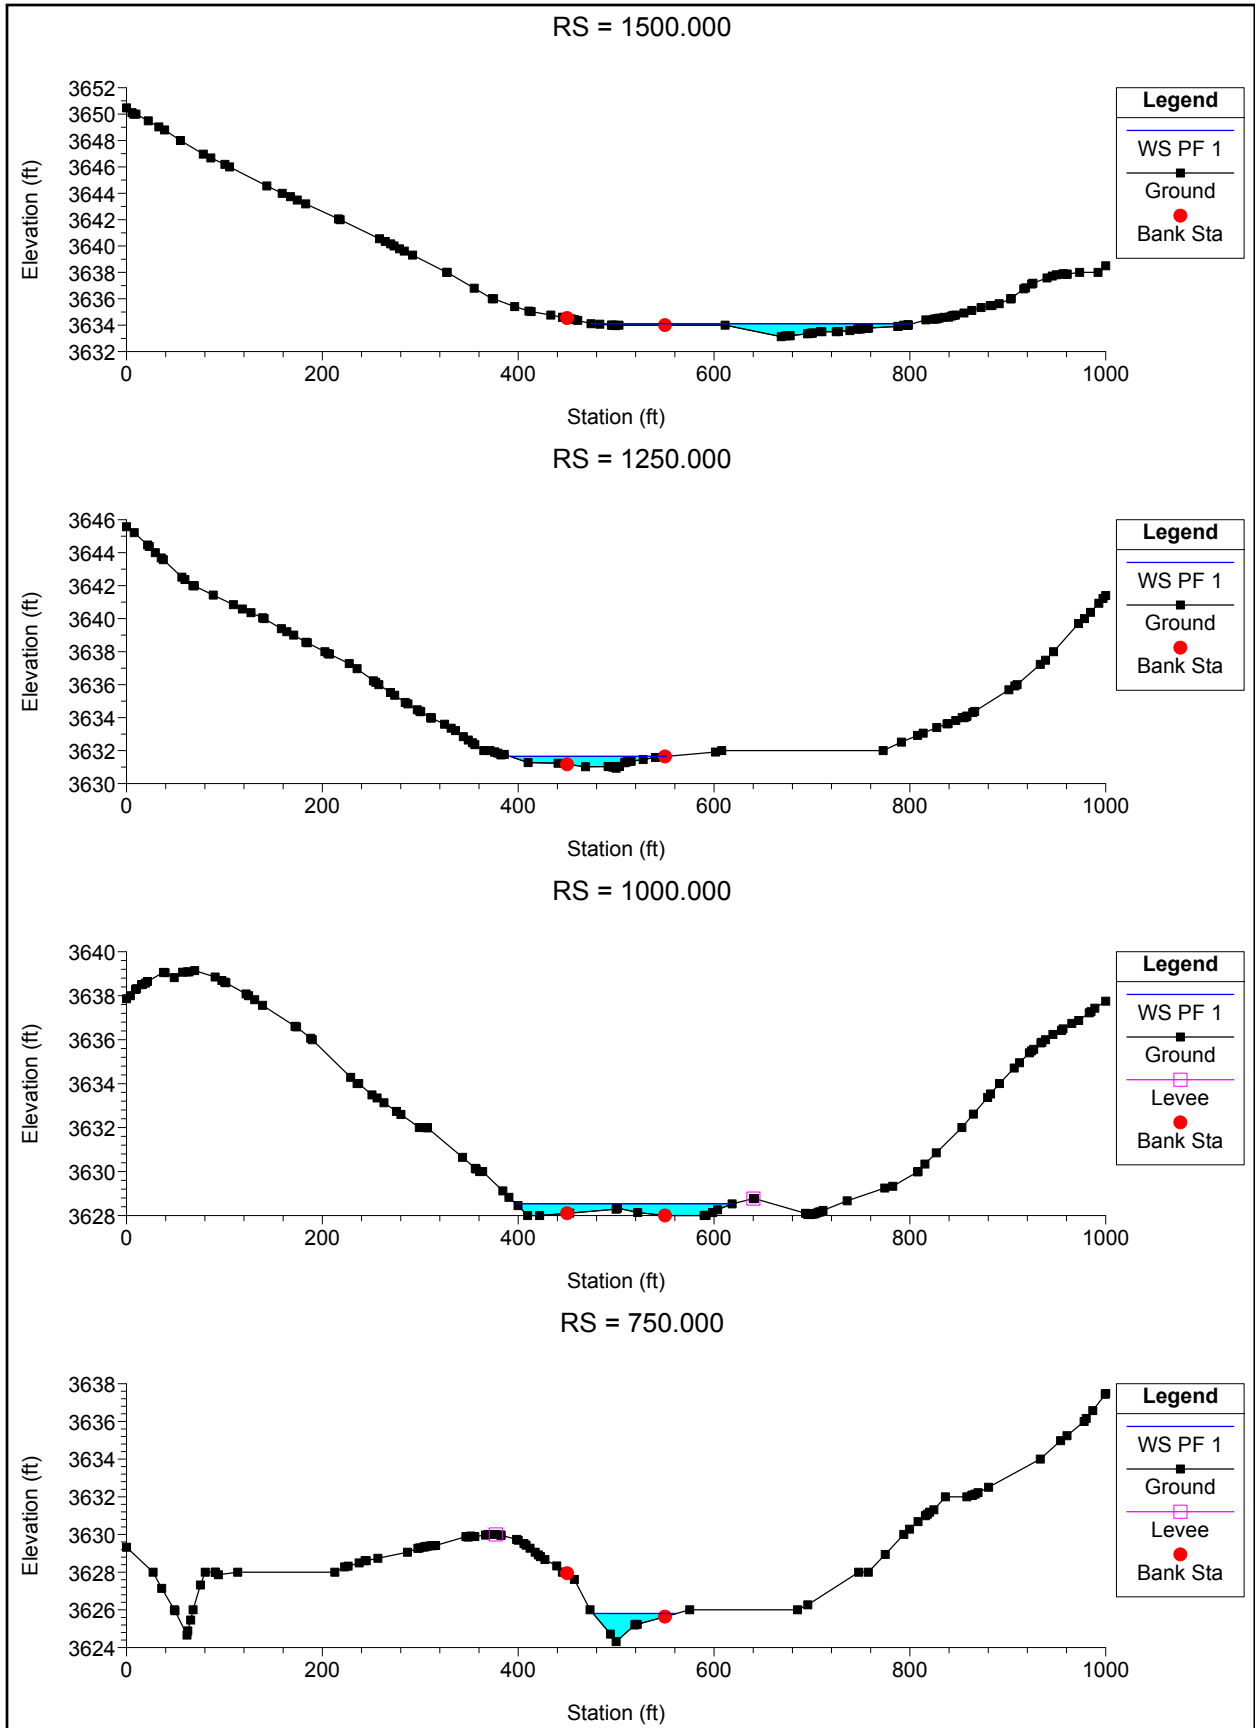 RS = 1500.000
3652
3650
3648
3646
3644
3642
3640
3638
3636
3634
3632
Elevation (ft)
0 200 400 600 800 1000
Station (ft)
Legend
WS PF 1
Ground
Bank Sta
RS = 1250.000
3646
3644
3642
3640
3638
3636
3634
3632
3630
Elevation (ft)
0 200 400 600 800 1000
Station (ft)
Legend
WS PF 1
Ground
Bank Sta
RS = 1000.000
3640
3638
3636
3634
3632
3630
3628
Elevation (ft)
0 200 400 600 800 1000
Station (ft)
Legend
WS PF 1
Ground
Levee
Bank Sta
RS = 750.000
3638
3636
3634
3632
3630
3628
3626
3624
Elevation (ft)
0 200 400 600 800 1000
Station (ft)
Legend
WS PF 1
Ground
Levee
Bank Sta